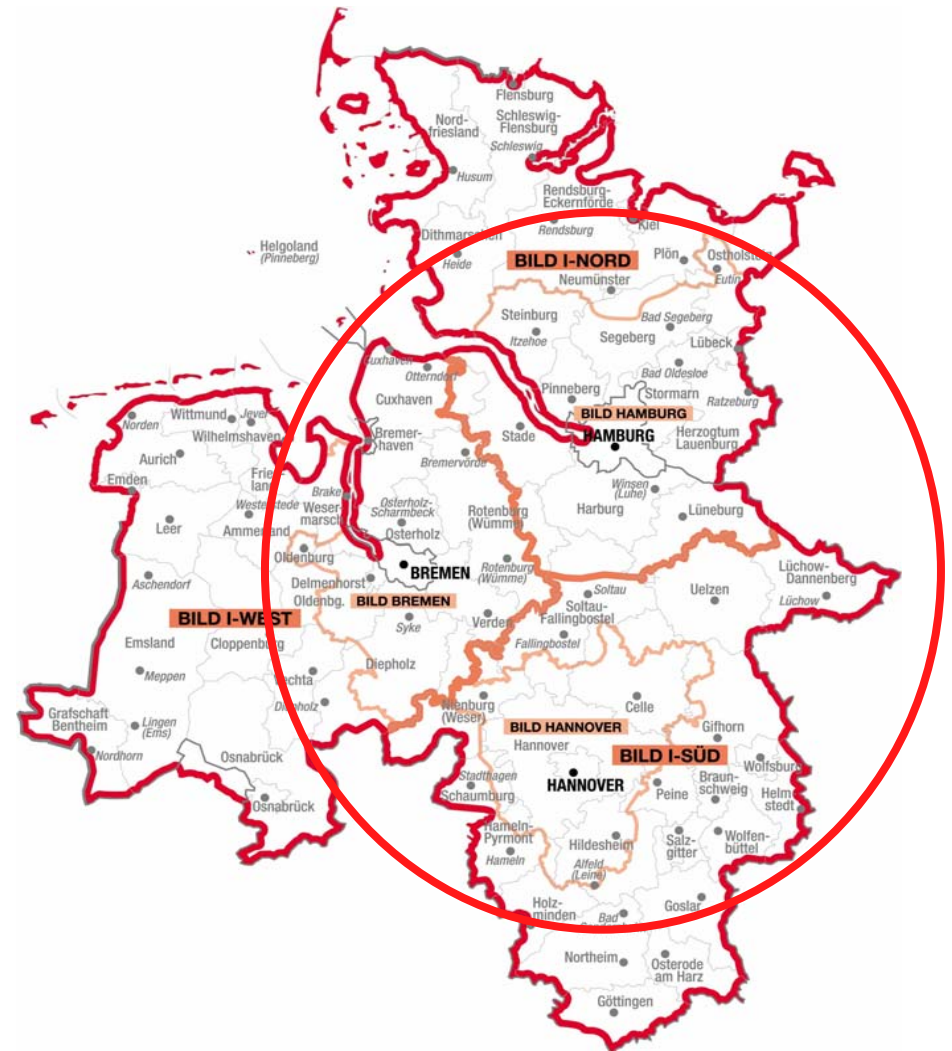 Flensburg
Nord-
friesland
Schleswig-
Flensburg
Schleswig
Husum
Rendsburg-
Eckernförde
Rendsburg
Kiel
Helgoland
(Pinneberg)
Dithmarschen
Heide
BILD I-NORD
Plön
Ostholstein
Eutin
Neumünster
Steinburg
Itzehoe
Bad Segeberg
Segeberg
Lübeck
Cuxhaven
Otterndorf
Bad Oldesloe
Pinneberg
Stormarn
Ratzeburg
Cuxhaven
BILD HAMBURG
HAMBURG
Herzogtum
Lauenburg
Norden
Wittmund
Jever
Wilhelmshaven
Bremer-
haven
Stade
Aurich
Bremervörde
Emden
Brake
Winsen
(Luhe)
Westerstede
Weser-
marsch
Osterholz-
Scharmbeck
Osterholz
Rotenburg
(Wümme)
Harburg
Lüneburg
Leer
Ammerland
Oldenburg
Rotenburg
(Wümme)
BREMEN
Lüchow-
Dannenberg
Lüchow
Aschendorf
Delmenhorst
Oldenbg.
BILD BREMEN
Soltau
Soltau-
Fallingbostel
Uelzen
BILD I-WEST
Syke
Verden
Fallingbostel
Emsland
Cloppenburg
Diepholz
Meppen
Vechta
Diepholz
Nienburg
(Weser)
Celle
Grafschaft
Bentheim
Lingen
(Ems)
BILD HANNOVER
Hannover
Gifhorn
Nordhorn
Osnabrück
BILD I-SÜD
Wolfsburg
Stadthagen
Schaumburg
HANNOVER
Peine
Braun-
schweig
Helm
stedt
Osnabrück
Hameln-
Pyrmont
Hameln
Hildesheim
Salz-
gitter
Wolfen-
büttel
Alfeld
(Leine)
Holz-
minden
Bad
Goslar
Northeim
Osterode
am Harz
Göttingen